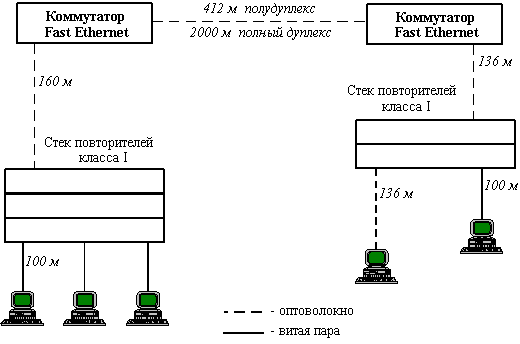 Коммутатор
Fast Ethernet
412 м полудуплекс
2000 м полный дуплекс
Коммутатор
Fast Ethernet
160 м
136 м
Стек повторителей
класса I
Стек повторителей
класса I
136 м
100 м
100 м
- оптоволокно
- витая пара